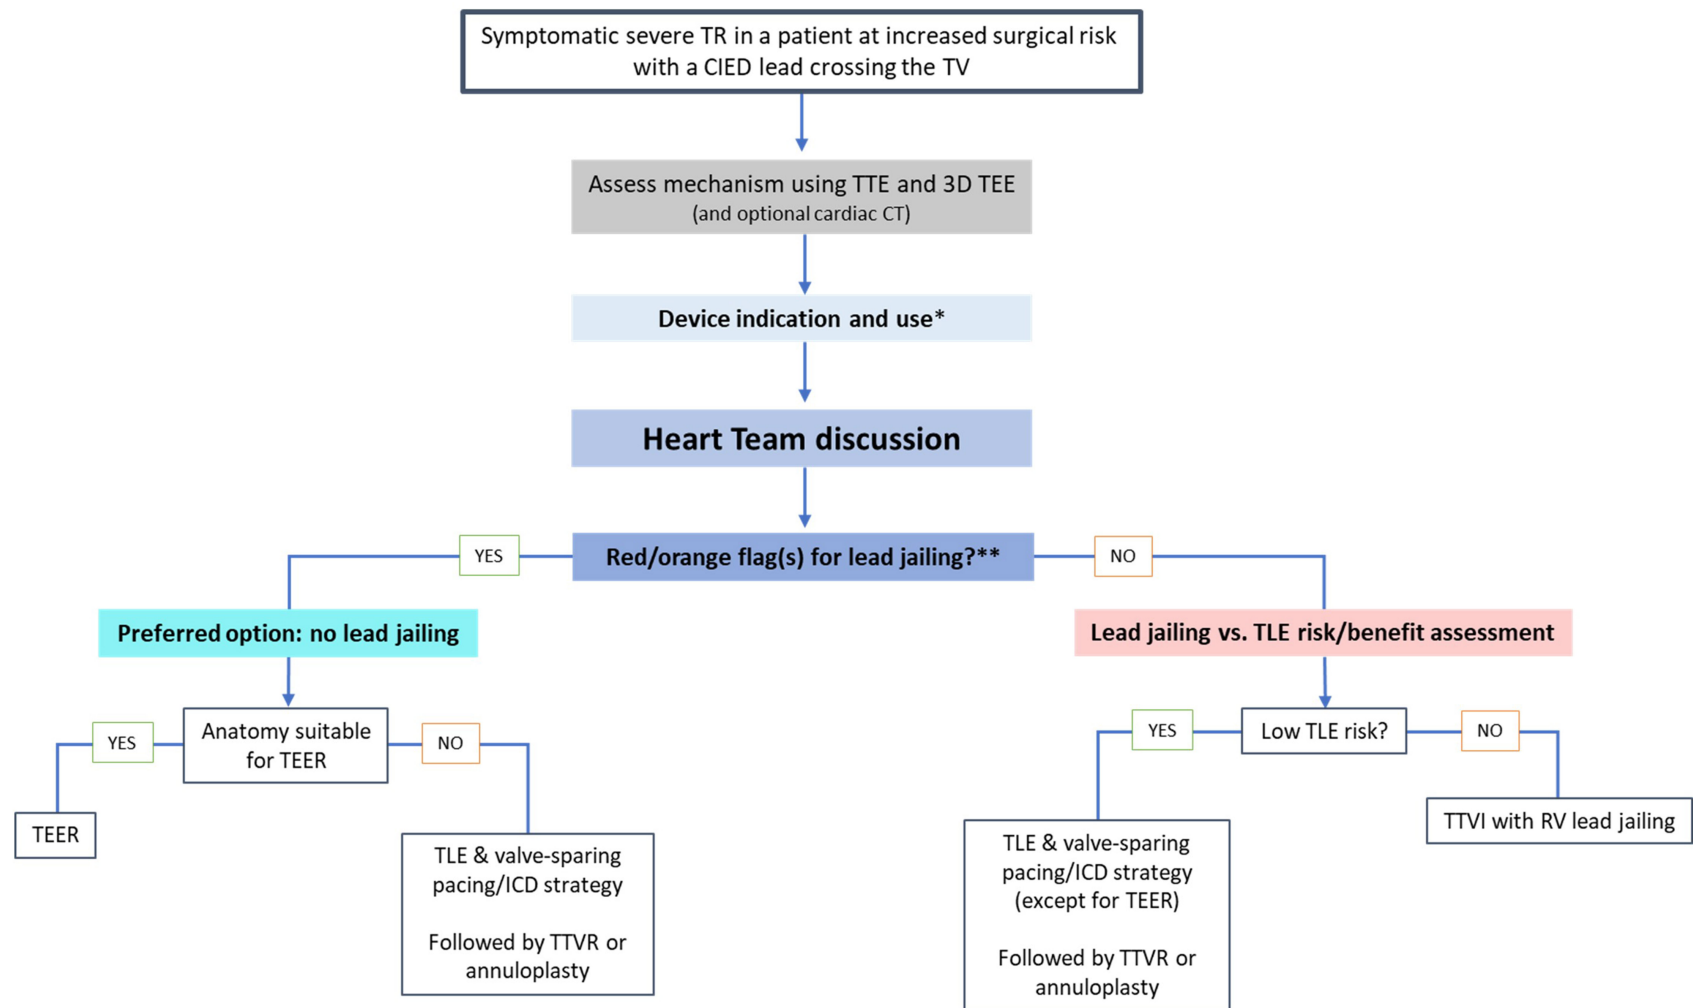 Symptomatic severe TR in a patient at increased surgical risk
with a CIED lead crossing the TV
Assess mechanism using TTE and 3D TEE
(and optional cardiac CT)
Device indication and use*
Heart Team discussion
YES
Red/orange flag(s) for lead jailing?**
NO
Preferred option: no lead jailing
Lead jailing vs. TLE risk/benefit assessment
YES
Anatomy suitable
for TEER
NO
YES
Low TLE risk?
NO
TEER
TLE & valve-sparing
pacing/ICD strategy
Followed by TTVR or
annuloplasty
TLE & valve-sparing
pacing/ICD strategy
(except for TEER)
Followed by TTVR or
annuloplasty
TTVI with RV lead jailing